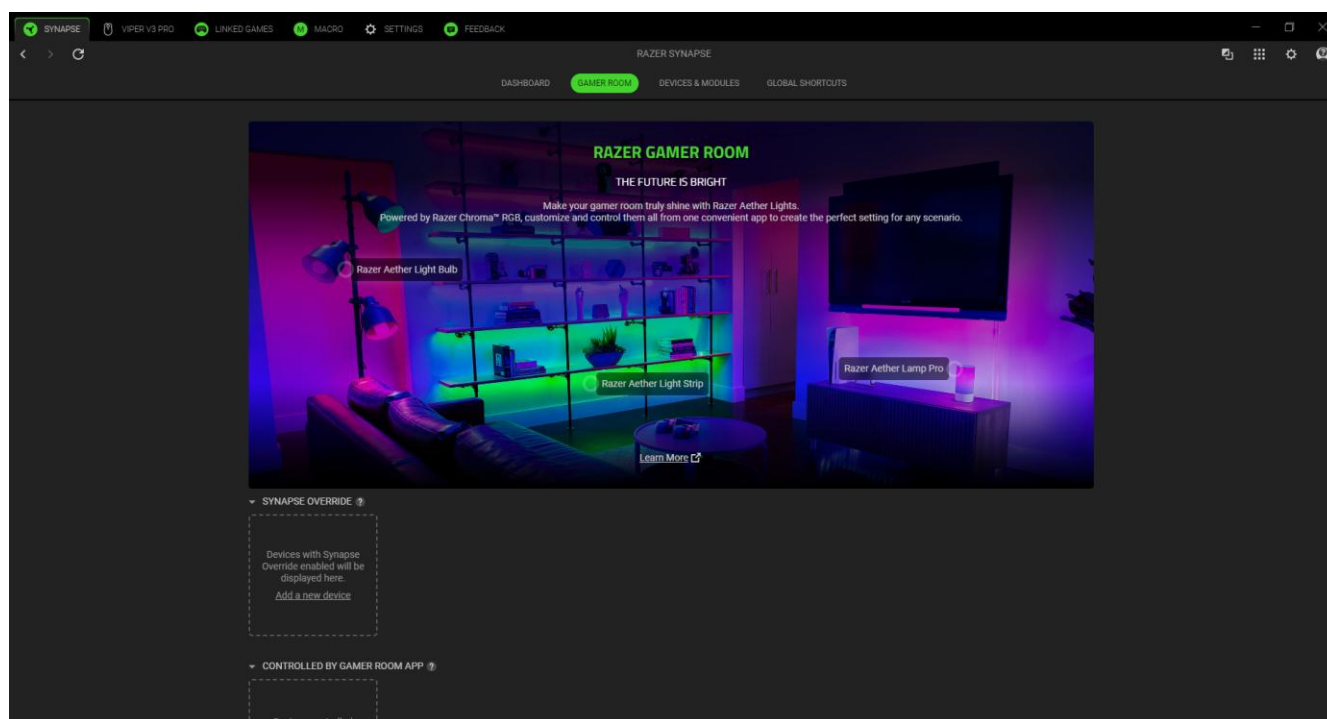 SYNAPSE
VIPER V3 PRO
LINKED GAMES
MACRO
SETTINGS
FEEDBACK
RAZER SYNAPSE
DASHBOARD
GAMER ROOM
DEVICES & MODULES
GLOBAL SHORTCUTS
RAZER GAMER ROOM
THE FUTURE IS BRIGHT
Make your gamer room truly shine with Razer Aether Lights.
Powered by Razer Chroma™ RGB, customize and control them all from one convenient app to create the perfect setting for any scenario.
Razer Aether Light Bulb
Razer Aether Lamp Pro
Razer Aether Light Strip
Learn More
SYNAPSE OVERRIDE ?
Devices with Synapse
Override enabled will be
displayed here.
Add a new device
CONTROLLED BY GAMER ROOM APP ?